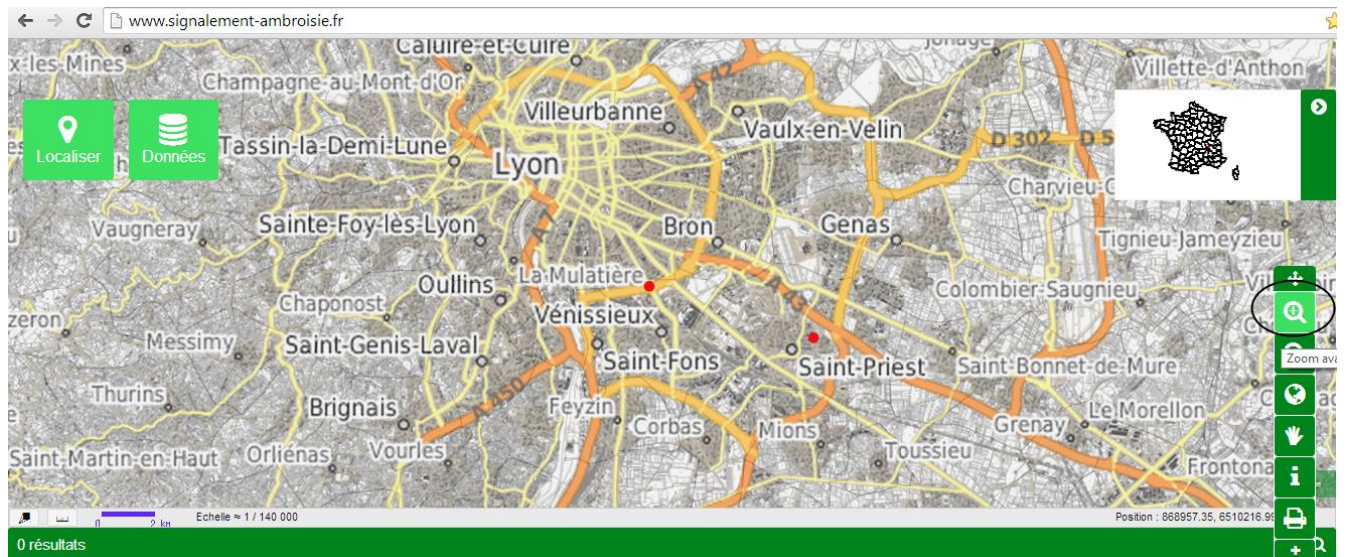 www.signalement-ambroisie.fr
x-les-Mines
Caluire-et-Cuire
Jonage
Champagne-au-Mont-d'Or
Villette-d'Anthon
Villeurbanne
Vaulx-en-Velin
Localiser
Données
Tassin-la-Demi-Lune
D 302
D 5
Lyon
Charvieu-C
Vaugneray
Sainte-Foy-lès-Lyon
Bron
Genas
Tignieu-Jameyzieu
La Mulatière
Oullins
Colombier-Saugnieu
Chaponost
zeron
Vénissieux
Messimy
Saint-Genis-Laval
Saint-Fons
Saint-Priest
Saint-Bonnet-de-Mure
Zoom ava
Thurins
Brignais
Feyzin
A 450
Corbas
Mions
Le Morellon
Grenay
Saint-Martin-en-Haut
Orliénas
Vourles
Toussieu
Frontona
0 2 km
Echelle ≈ 1 / 140 000
Position : 868957.35, 6510216.99
0 résultats